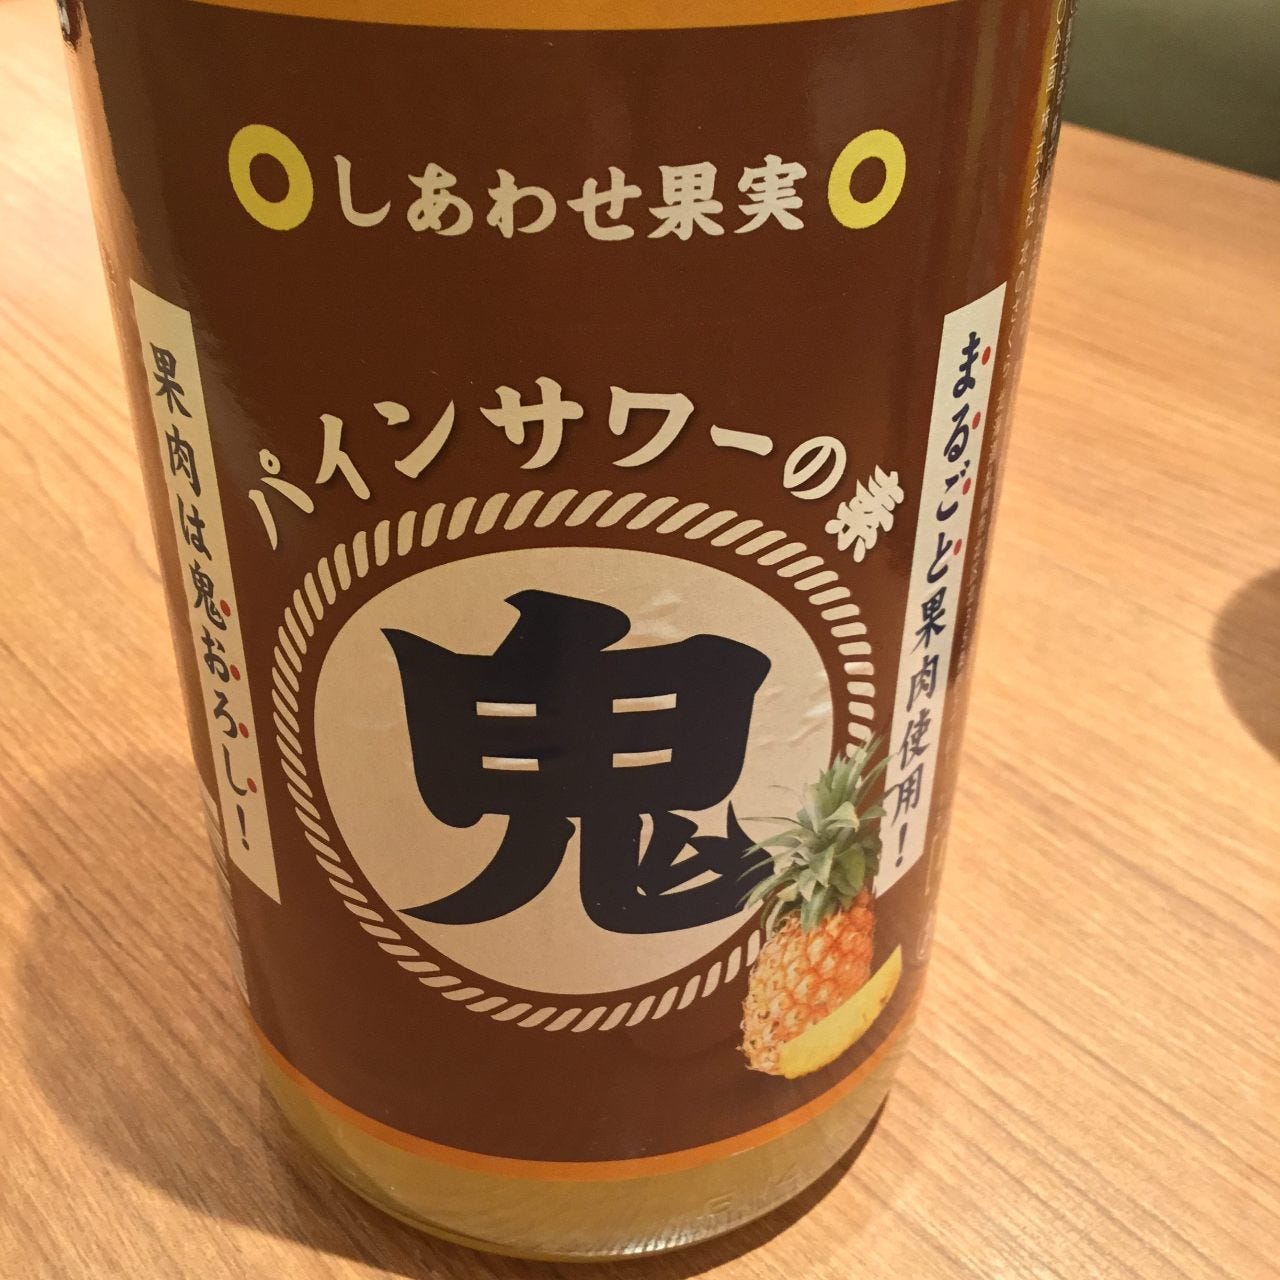 しあわせ果実
パインサワーの素
鬼
まるごと果肉使用！
果肉は鬼おろし！